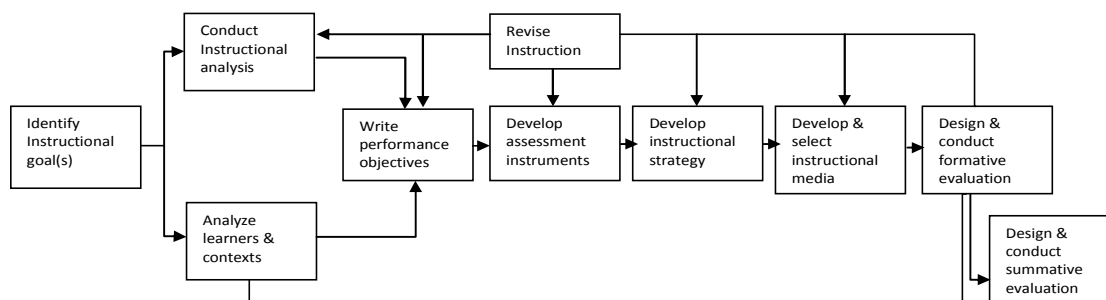 Conduct
Instructional
analysis
Revise
Instruction
Identify
Instructional
goal(s)
Write
performance
objectives
Develop
assessment
instruments
Develop
instructional
strategy
Develop &
select
instructional
media
Design &
conduct
formative
evaluation
Analyze
learners &
contexts
Design &
conduct
summative
evaluation